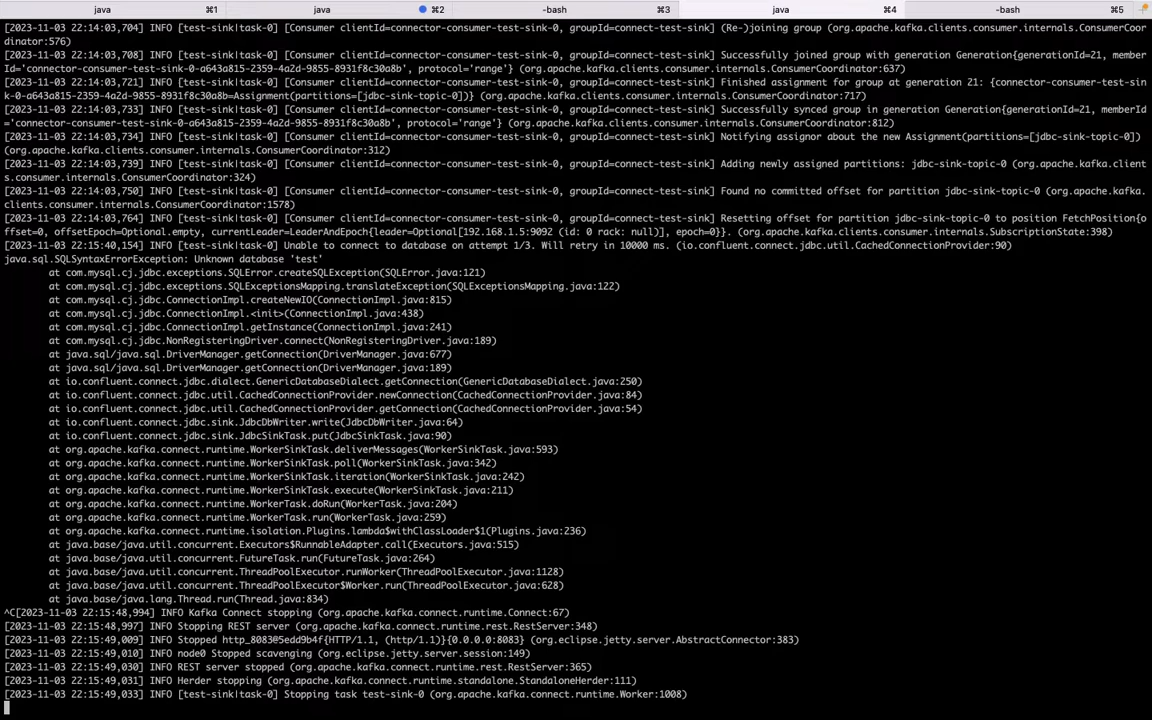 java ⌘1 java ⌘2 -bash ⌘3 java ⌘4 -bash ⌘5
[2023-11-03 22:14:03,704] INFO [test-sink|task-0] [Consumer clientId=connector-consumer-test-sink-0, groupId=connect-test-sink] (Re-)joining group (org.apache.kafka.clients.consumer.internals.ConsumerCoor
dinator:576)
[2023-11-03 22:14:03,708] INFO [test-sink|task-0] [Consumer clientId=connector-consumer-test-sink-0, groupId=connect-test-sink] Successfully joined group with generation Generation{generationId=21, member
Id='connector-consumer-test-sink-0-a643a815-2359-4a2d-9855-8931f8c30a8b', protocol='range'} (org.apache.kafka.clients.consumer.internals.ConsumerCoordinator:637)
[2023-11-03 22:14:03,721] INFO [test-sink|task-0] [Consumer clientId=connector-consumer-test-sink-0, groupId=connect-test-sink] Finished assignment for group at generation 21: {connector-consumer-test-sin
k-0-a643a815-2359-4a2d-9855-8931f8c30a8b=Assignment(partitions=[jdbc-sink-topic-0])} (org.apache.kafka.clients.consumer.internals.ConsumerCoordinator:717)
[2023-11-03 22:14:03,733] INFO [test-sink|task-0] [Consumer clientId=connector-consumer-test-sink-0, groupId=connect-test-sink] Successfully synced group in generation Generation{generationId=21, memberId
='connector-consumer-test-sink-0-a643a815-2359-4a2d-9855-8931f8c30a8b', protocol='range'} (org.apache.kafka.clients.consumer.internals.ConsumerCoordinator:812)
[2023-11-03 22:14:03,734] INFO [test-sink|task-0] [Consumer clientId=connector-consumer-test-sink-0, groupId=connect-test-sink] Notifying assignor about the new Assignment(partitions=[jdbc-sink-topic-0])
(org.apache.kafka.clients.consumer.internals.ConsumerCoordinator:312)
[2023-11-03 22:14:03,739] INFO [test-sink|task-0] [Consumer clientId=connector-consumer-test-sink-0, groupId=connect-test-sink] Adding newly assigned partitions: jdbc-sink-topic-0 (org.apache.kafka.client
s.consumer.internals.ConsumerCoordinator:324)
[2023-11-03 22:14:03,750] INFO [test-sink|task-0] [Consumer clientId=connector-consumer-test-sink-0, groupId=connect-test-sink] Found no committed offset for partition jdbc-sink-topic-0 (org.apache.kafka.
clients.consumer.internals.ConsumerCoordinator:1578)
[2023-11-03 22:14:03,764] INFO [test-sink|task-0] [Consumer clientId=connector-consumer-test-sink-0, groupId=connect-test-sink] Resetting offset for partition jdbc-sink-topic-0 to position FetchPosition{o
ffset=0, offsetEpoch=Optional.empty, currentLeader=LeaderAndEpoch{leader=Optional[192.168.1.5:9092 (id: 0 rack: null)], epoch=0}}. (org.apache.kafka.clients.consumer.internals.SubscriptionState:398)
[2023-11-03 22:15:40,154] INFO [test-sink|task-0] Unable to connect to database on attempt 1/3. Will retry in 10000 ms. (io.confluent.connect.jdbc.util.CachedConnectionProvider:90)
java.sql.SQLSyntaxErrorException: Unknown database 'test'
at com.mysql.cj.jdbc.exceptions.SQLError.createSQLException(SQLError.java:121)
at com.mysql.cj.jdbc.exceptions.SQLExceptionsMapping.translateException(SQLExceptionsMapping.java:122)
at com.mysql.cj.jdbc.ConnectionImpl.createNewIO(ConnectionImpl.java:815)
at com.mysql.cj.jdbc.ConnectionImpl.<init>(ConnectionImpl.java:438)
at com.mysql.cj.jdbc.ConnectionImpl.getInstance(ConnectionImpl.java:241)
at com.mysql.cj.jdbc.NonRegisteringDriver.connect(NonRegisteringDriver.java:189)
at java.sql/java.sql.DriverManager.getConnection(DriverManager.java:677)
at java.sql/java.sql.DriverManager.getConnection(DriverManager.java:189)
at io.confluent.connect.jdbc.dialect.GenericDatabaseDialect.getConnection(GenericDatabaseDialect.java:250)
at io.confluent.connect.jdbc.util.CachedConnectionProvider.newConnection(CachedConnectionProvider.java:84)
at io.confluent.connect.jdbc.util.CachedConnectionProvider.getConnection(CachedConnectionProvider.java:54)
at io.confluent.connect.jdbc.sink.JdbcDbWriter.write(JdbcDbWriter.java:64)
at io.confluent.connect.jdbc.sink.JdbcSinkTask.put(JdbcSinkTask.java:90)
at org.apache.kafka.connect.runtime.WorkerSinkTask.deliverMessages(WorkerSinkTask.java:593)
at org.apache.kafka.connect.runtime.WorkerSinkTask.poll(WorkerSinkTask.java:342)
at org.apache.kafka.connect.runtime.WorkerSinkTask.iteration(WorkerSinkTask.java:242)
at org.apache.kafka.connect.runtime.WorkerSinkTask.execute(WorkerSinkTask.java:211)
at org.apache.kafka.connect.runtime.WorkerTask.doRun(WorkerTask.java:204)
at org.apache.kafka.connect.runtime.WorkerTask.run(WorkerTask.java:259)
at org.apache.kafka.connect.runtime.isolation.Plugins.lambda$withClassLoader$1(Plugins.java:236)
at java.base/java.util.concurrent.Executors$RunnableAdapter.call(Executors.java:515)
at java.base/java.util.concurrent.FutureTask.run(FutureTask.java:264)
at java.base/java.util.concurrent.ThreadPoolExecutor.runWorker(ThreadPoolExecutor.java:1128)
at java.base/java.util.concurrent.ThreadPoolExecutor$Worker.run(ThreadPoolExecutor.java:628)
at java.base/java.lang.Thread.run(Thread.java:834)
^C[2023-11-03 22:15:48,994] INFO Kafka Connect stopping (org.apache.kafka.connect.runtime.Connect:67)
[2023-11-03 22:15:48,997] INFO Stopping REST server (org.apache.kafka.connect.runtime.rest.RestServer:348)
[2023-11-03 22:15:49,009] INFO Stopped http_8083@5edd9b4f{HTTP/1.1, (http/1.1)}{0.0.0.0:8083} (org.eclipse.jetty.server.AbstractConnector:383)
[2023-11-03 22:15:49,010] INFO node0 Stopped scavenging (org.eclipse.jetty.server.session:149)
[2023-11-03 22:15:49,030] INFO REST server stopped (org.apache.kafka.connect.runtime.rest.RestServer:365)
[2023-11-03 22:15:49,031] INFO Herder stopping (org.apache.kafka.connect.runtime.standalone.StandaloneHerder:111)
[2023-11-03 22:15:49,033] INFO [test-sink|task-0] Stopping task test-sink-0 (org.apache.kafka.connect.runtime.Worker:1008)